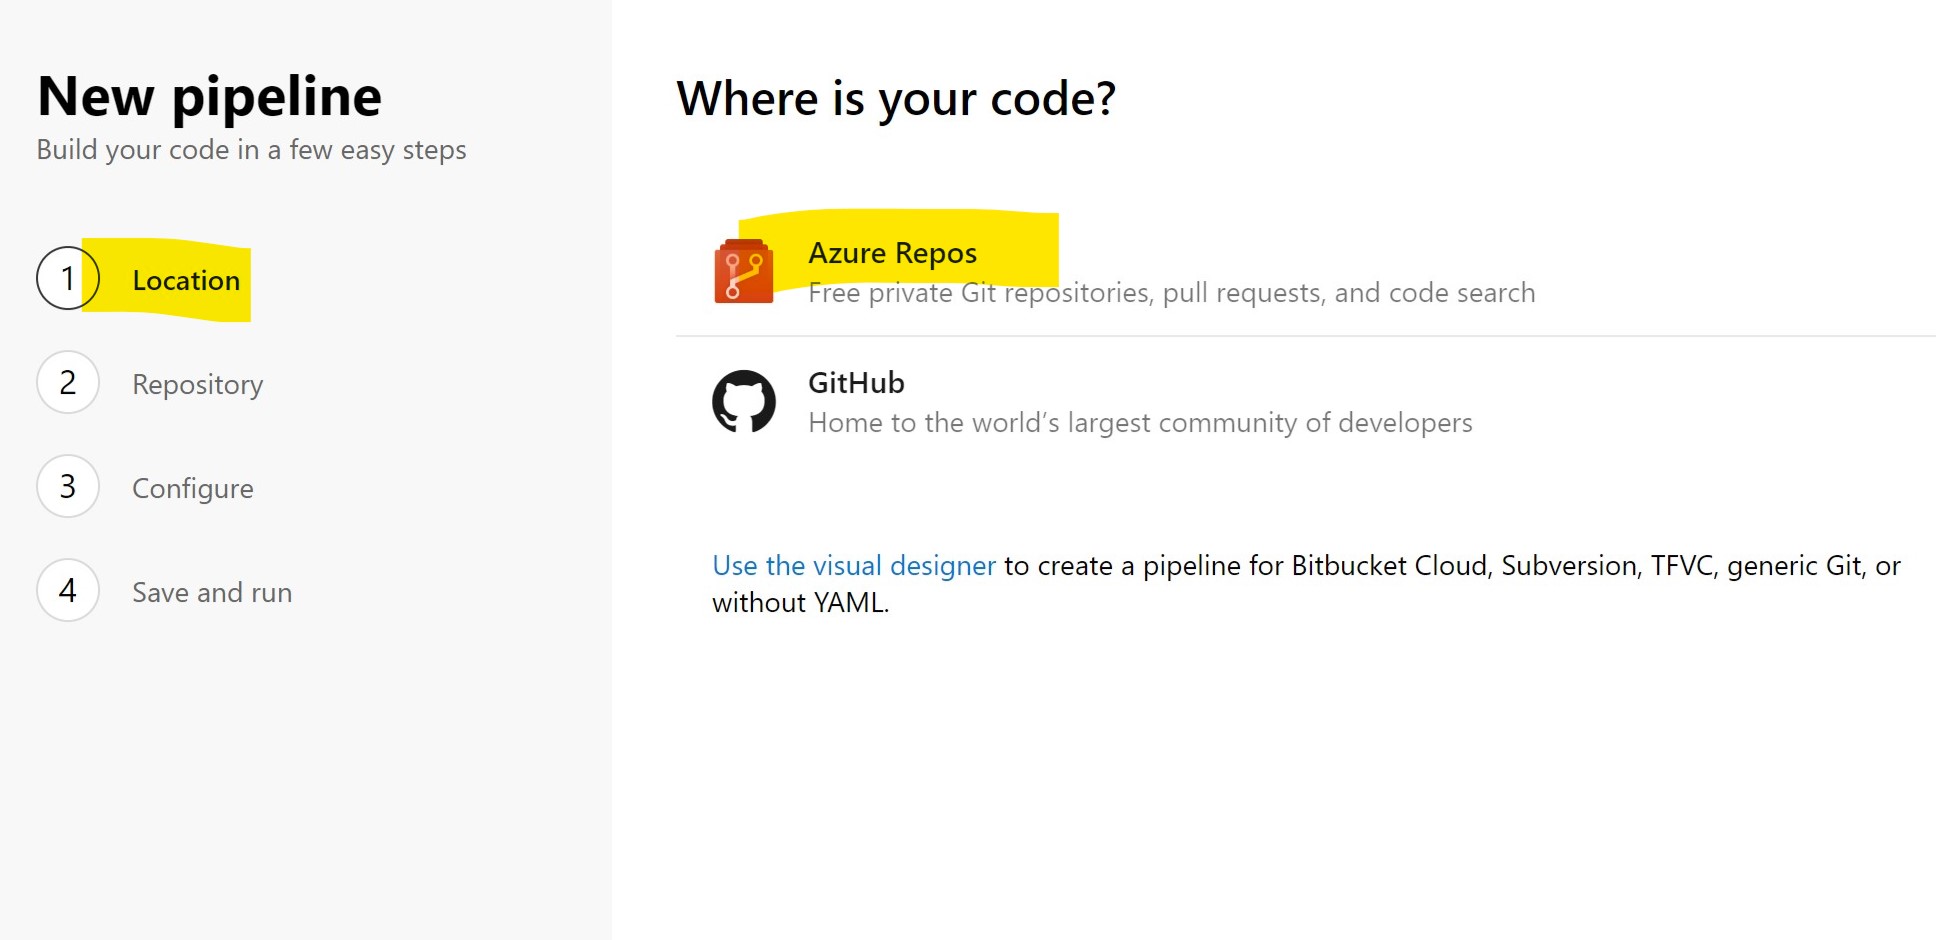 New pipeline
Build your code in a few easy steps
1 Location
2 Repository
3 Configure
4 Save and run
Where is your code?
Azure Repos
Free private Git repositories, pull requests, and code search
GitHub
Home to the world’s largest community of developers
Use the visual designer to create a pipeline for Bitbucket Cloud, Subversion, TFVC, generic Git, or
without YAML.